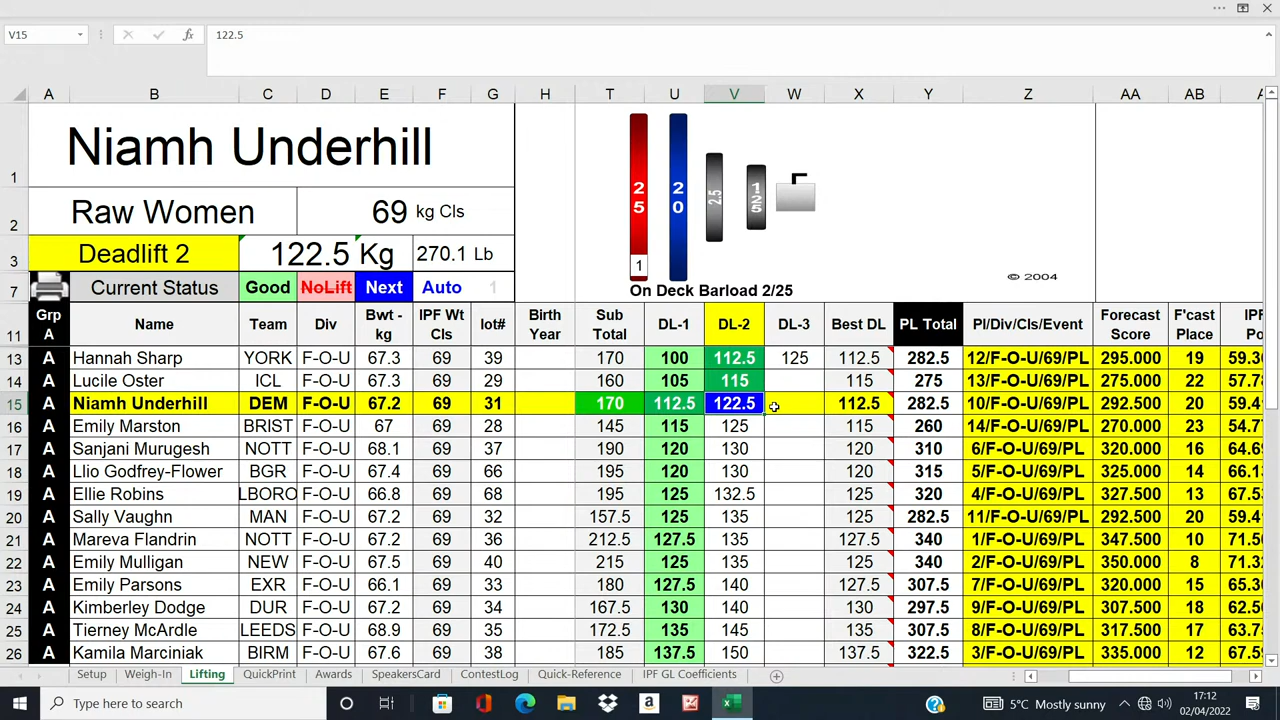 V15 fx 122.5
A B C D E F G H T U V W X Y Z AA AB
1 Niamh Underhill 25 20 2.5 1.25
2 Raw Women 69 kg Cls
3 Deadlift 2 122.5 Kg 270.1 Lb 1 © 2004
7 Current Status Good NoLift Next Auto 1 On Deck Barload 2/25
11 Grp A Name Team Div Bwt - kg IPF Wt Cls lot# Birth Year Sub Total DL-1 DL-2 DL-3 Best DL PL Total Pl/Div/Cls/Event Forecast Score F'cast Place
13 A Hannah Sharp YORK F-O-U 67.3 69 39 170 100 112.5 125 112.5 282.5 12/F-O-U/69/PL 295.000 19
14 A Lucile Oster ICL F-O-U 67.3 69 29 160 105 115 115 275 13/F-O-U/69/PL 275.000 22
15 A Niamh Underhill DEM F-O-U 67.2 69 31 170 112.5 122.5 112.5 282.5 10/F-O-U/69/PL 292.500 20
16 A Emily Marston BRIST F-O-U 67 69 28 145 115 125 115 260 14/F-O-U/69/PL 270.000 23
17 A Sanjani Murugesh NOTT F-O-U 68.1 69 37 190 120 130 120 310 6/F-O-U/69/PL 320.000 16
18 A Llio Godfrey-Flower BGR F-O-U 67.4 69 66 195 120 130 120 315 5/F-O-U/69/PL 325.000 14
19 A Ellie Robins LBORO F-O-U 66.8 69 68 195 125 132.5 125 320 4/F-O-U/69/PL 327.500 13
20 A Sally Vaughn MAN F-O-U 67.2 69 32 157.5 125 135 125 282.5 11/F-O-U/69/PL 292.500 20
21 A Mareva Flandrin NOTT F-O-U 67.2 69 36 212.5 127.5 135 127.5 340 1/F-O-U/69/PL 347.500 10
22 A Emily Mulligan NEW F-O-U 67.5 69 40 215 125 135 125 340 2/F-O-U/69/PL 350.000 8
23 A Emily Parsons EXR F-O-U 66.1 69 33 180 127.5 140 127.5 307.5 7/F-O-U/69/PL 320.000 15
24 A Kimberley Dodge DUR F-O-U 67.2 69 34 167.5 130 140 130 297.5 9/F-O-U/69/PL 307.500 18
25 A Tierney McArdle LEEDS F-O-U 68.9 69 35 172.5 135 145 135 307.5 8/F-O-U/69/PL 317.500 17
26 A Kamila Marciniak BIRM F-O-U 67.6 69 38 185 137.5 150 137.5 322.5 3/F-O-U/69/PL 335.000 12
Setup Weigh-In Lifting QuickPrint Awards SpeakersCard ContestLog Quick-Reference IPF GL Coefficients
Type here to search 5°C Mostly sunny 17:12
02/04/2022